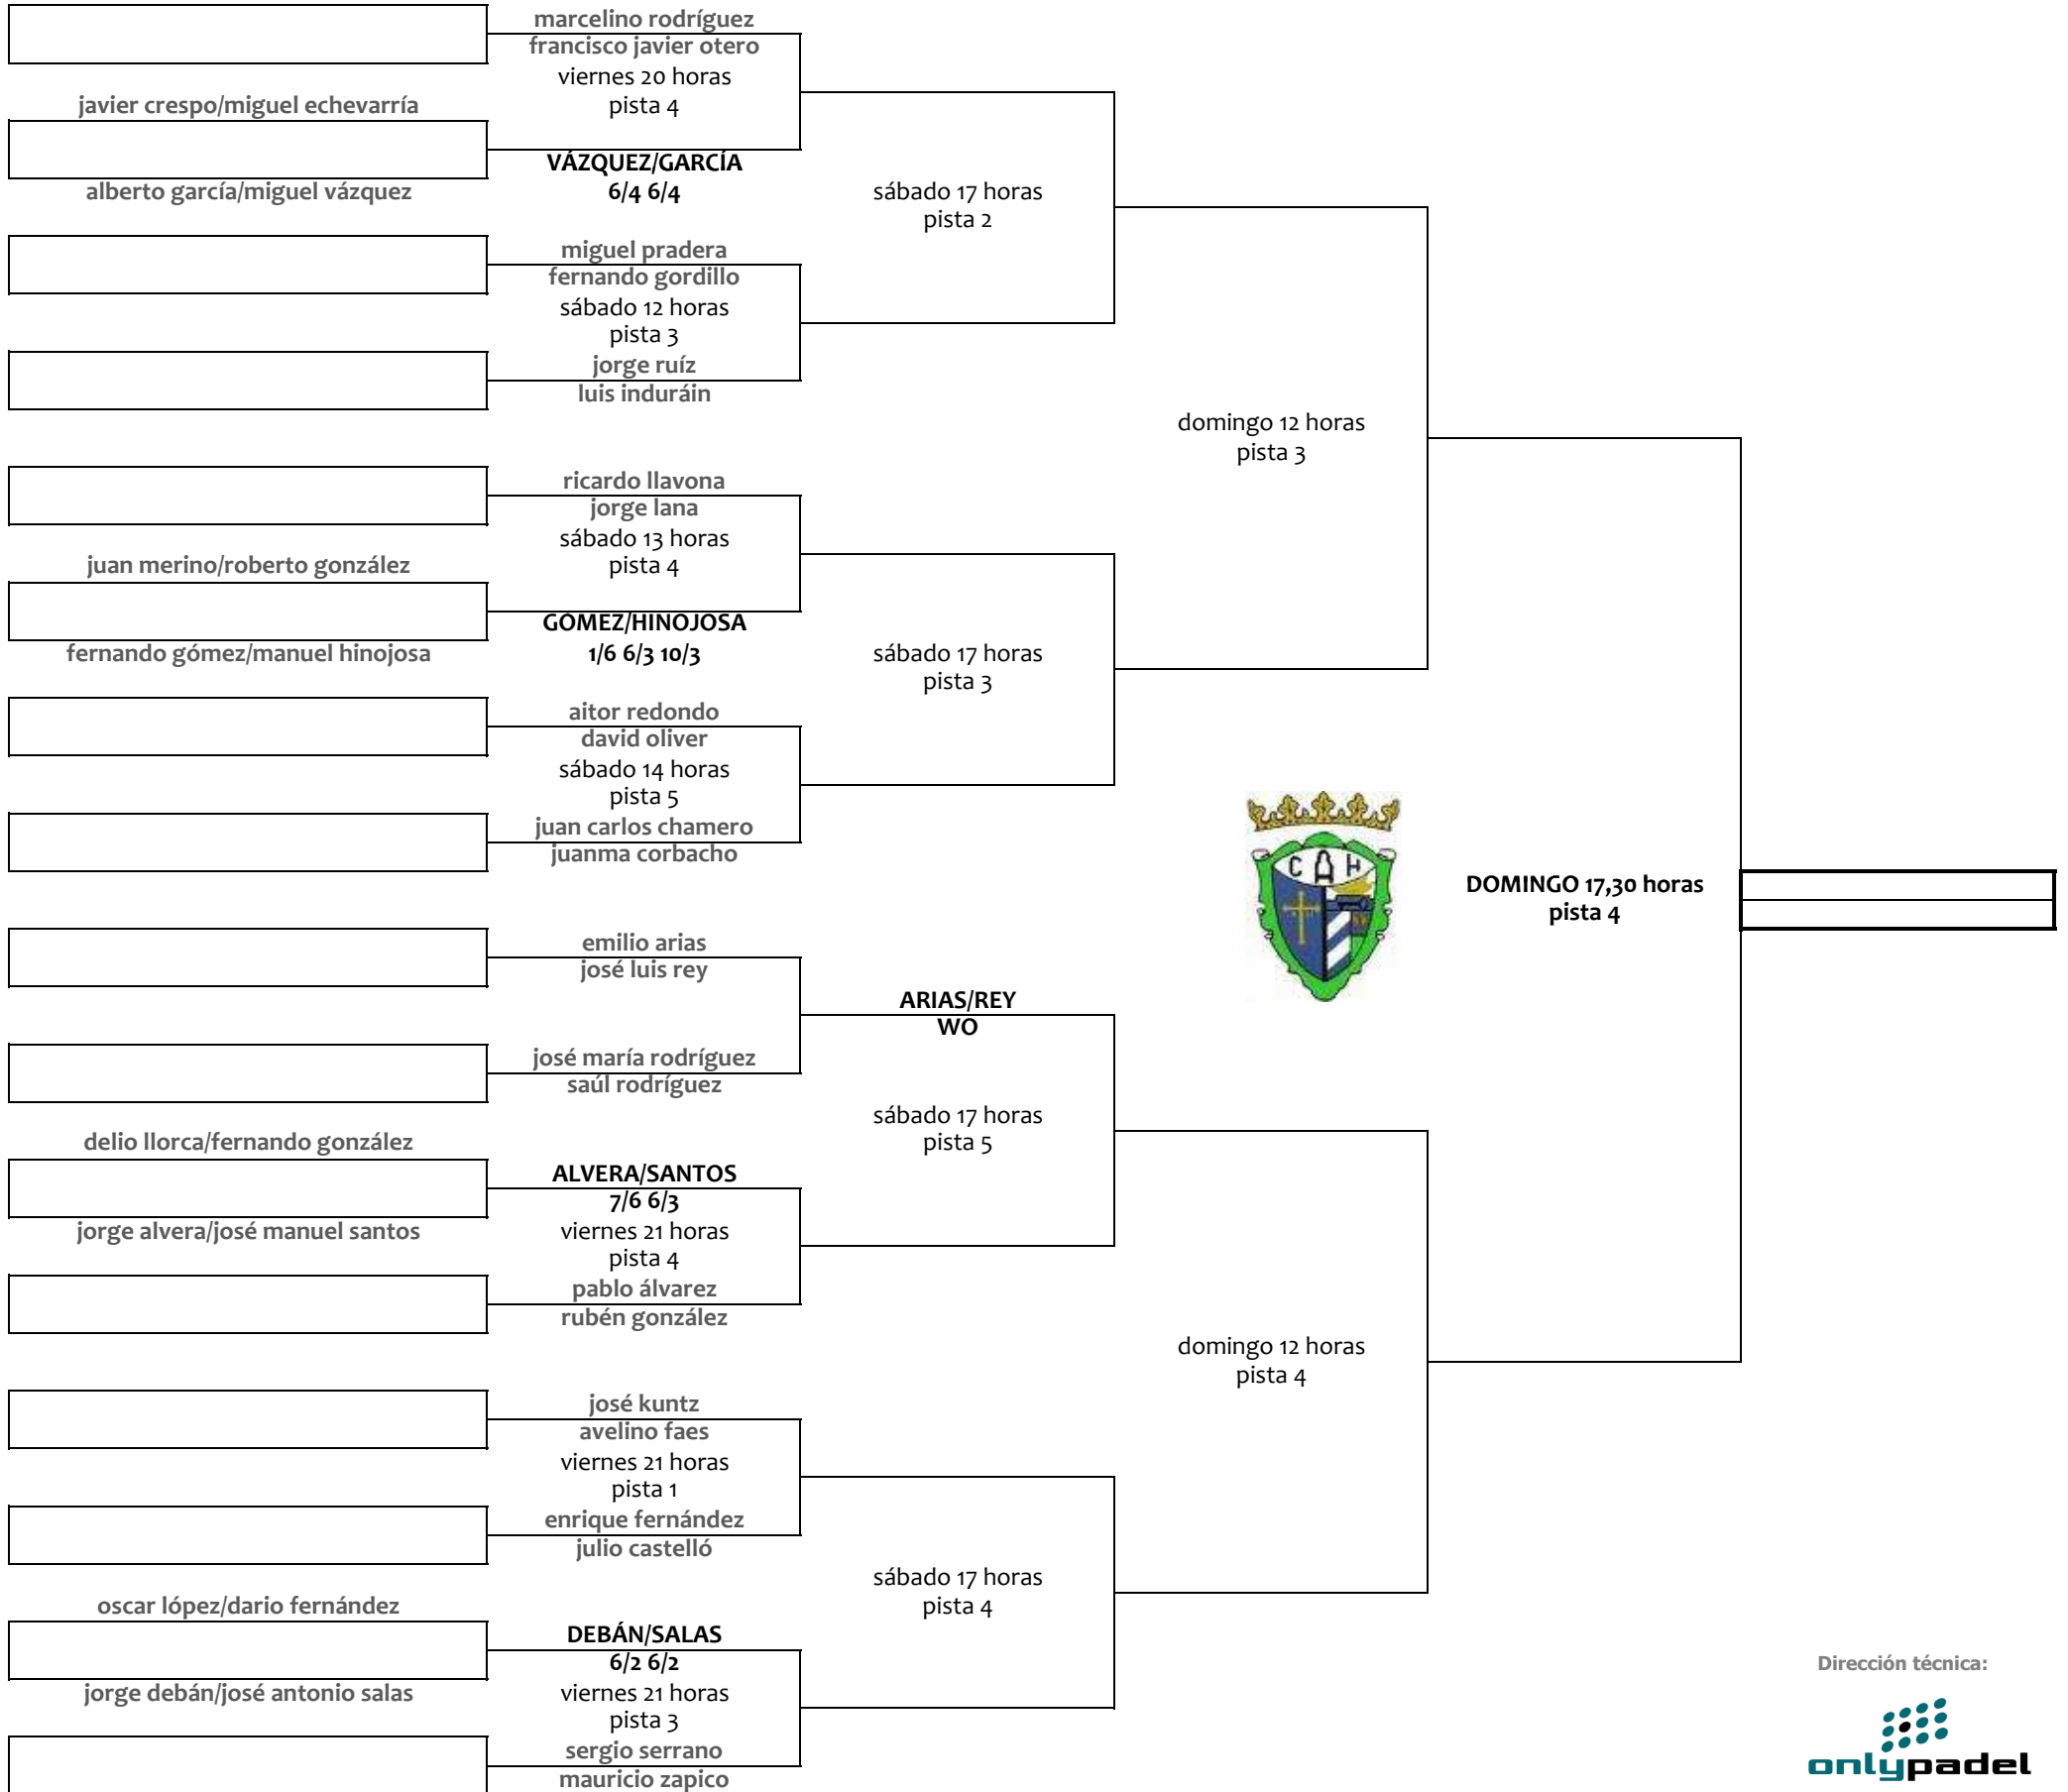 marcelino rodríguez
francisco javier otero
viernes 20 horas
pista 4
javier crespo/miguel echevarría
VÁZQUEZ/GARCÍA
alberto garcía/miguel vázquez
6/4 6/4
sábado 17 horas
pista 2
miguel pradera
fernando gordillo
sábado 12 horas
pista 3
jorge ruíz
luis induráin
domingo 12 horas
pista 3
ricardo llavona
jorge lana
sábado 13 horas
pista 4
juan merino/roberto gonzález
GÓMEZ/HINOJOSA
fernando gómez/manuel hinojosa
1/6 6/3 10/3
sábado 17 horas
pista 3
aitor redondo
david oliver
sábado 14 horas
pista 5
juan carlos chamero
juanma corbacho
C A H
DOMINGO 17,30 horas
pista 4
emilio arias
josé luis rey
ARIAS/REY
WO
josé maría rodríguez
saúl rodríguez
sábado 17 horas
pista 5
delio llorca/fernando gonzález
ALVERA/SANTOS
7/6 6/3
jorge alvera/josé manuel santos
viernes 21 horas
pista 4
pablo álvarez
rubén gonzález
domingo 12 horas
pista 4
josé kuntz
avelino faes
viernes 21 horas
pista 1
enrique fernández
julio castelló
sábado 17 horas
pista 4
oscar lópez/dario fernández
DEBÁN/SALAS
6/2 6/2
jorge debán/josé antonio salas
viernes 21 horas
pista 3
sergio serrano
mauricio zapico
Dirección técnica:
onlypadel